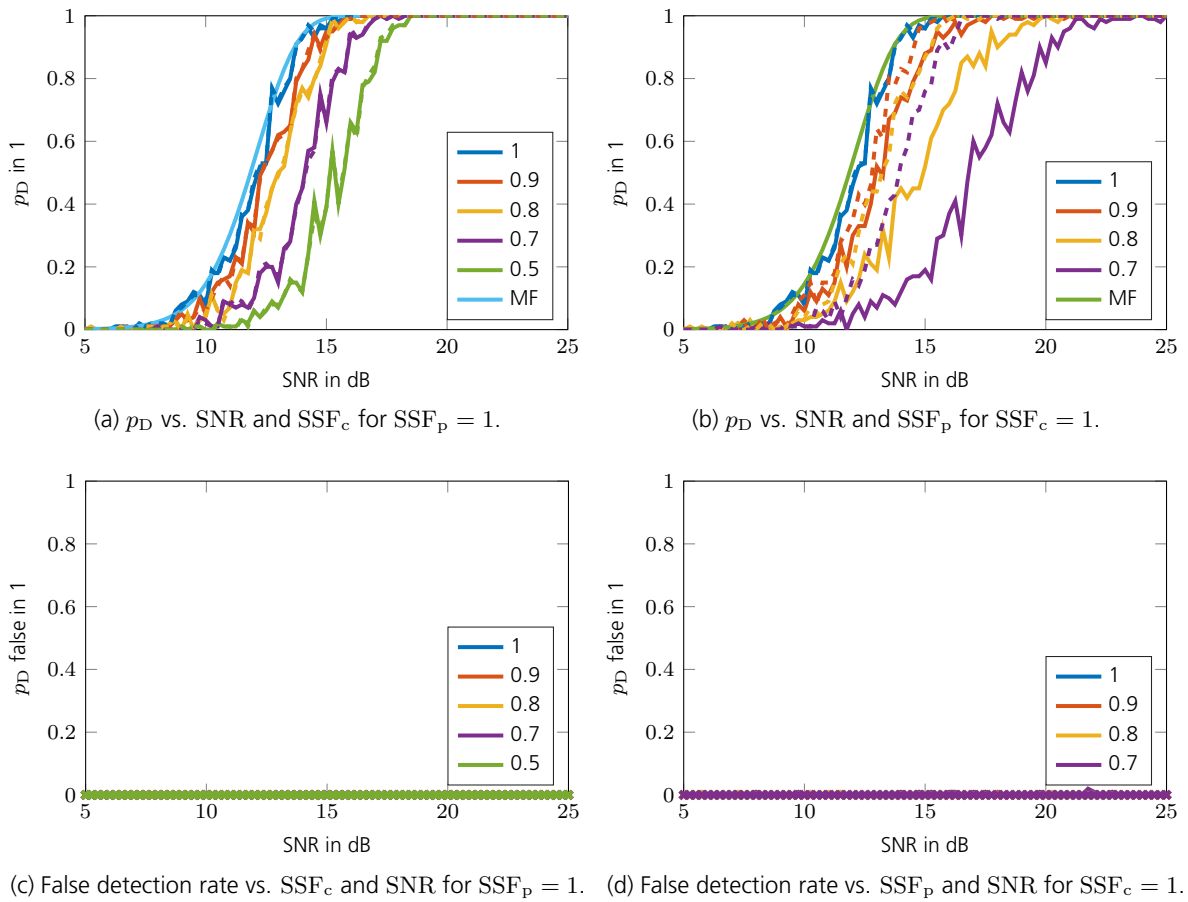 1
0.8
0.6
0.4
0.2
0
p_D in 1
5 10 15 20 25
SNR in dB
1
0.9
0.8
0.7
0.5
MF
(a) p_D vs. SNR and SSF_c for SSF_p = 1.
1
0.8
0.6
0.4
0.2
0
p_D in 1
5 10 15 20 25
SNR in dB
1
0.9
0.8
0.7
MF
(b) p_D vs. SNR and SSF_p for SSF_c = 1.
1
0.8
0.6
0.4
0.2
0
p_D false in 1
5 10 15 20 25
SNR in dB
1
0.9
0.8
0.7
0.5
(c) False detection rate vs. SSF_c and SNR for SSF_p = 1.
1
0.8
0.6
0.4
0.2
0
p_D false in 1
5 10 15 20 25
SNR in dB
1
0.9
0.8
0.7
(d) False detection rate vs. SSF_p and SNR for SSF_c = 1.